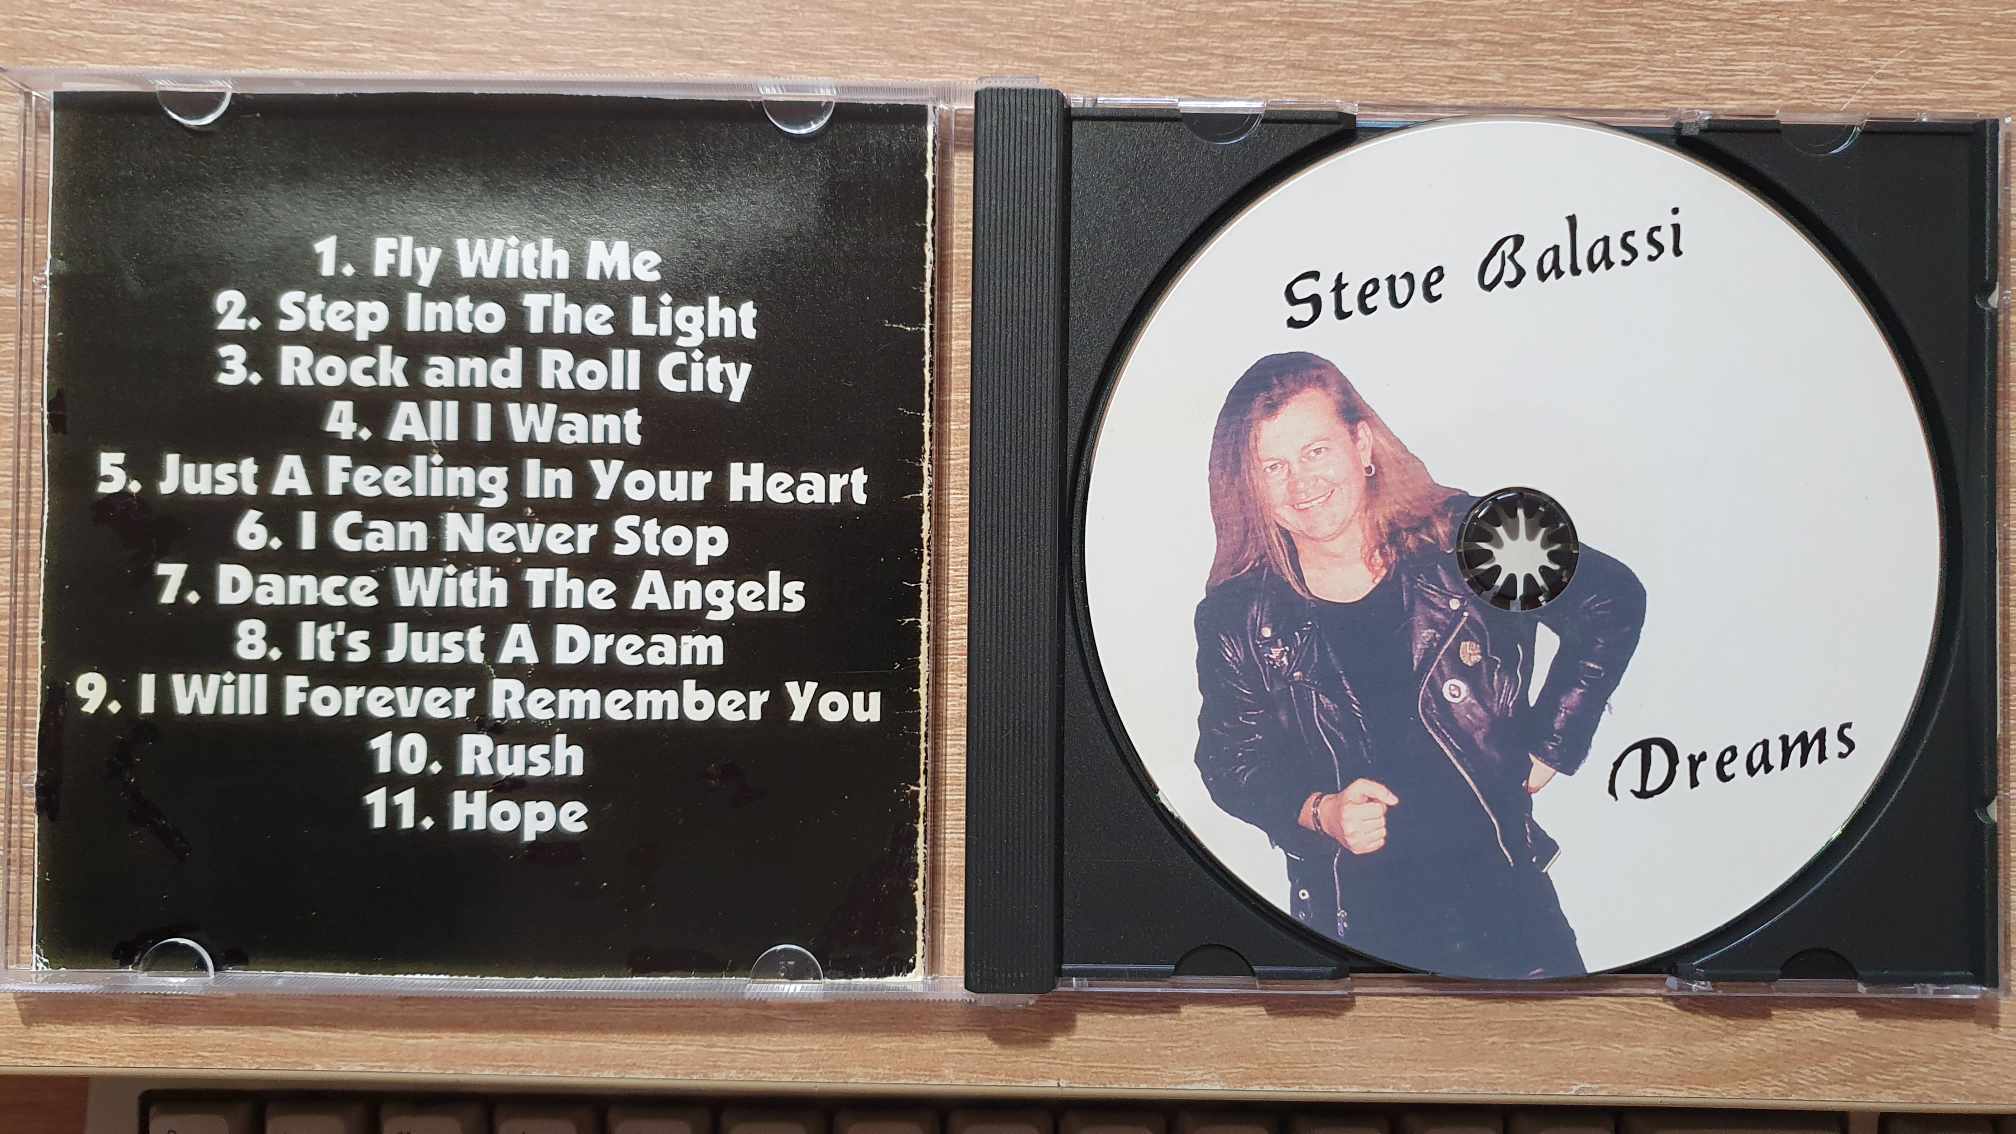 1. Fly With Me
2. Step Into The Light
3. Rock and Roll City
4. All I Want
5. Just A Feeling In Your Heart
6. I Can Never Stop
7. Dance With The Angels
8. It's Just A Dream
9. I Will Forever Remember You
10. Rush
11. Hope
Steve Balassi
Dreams